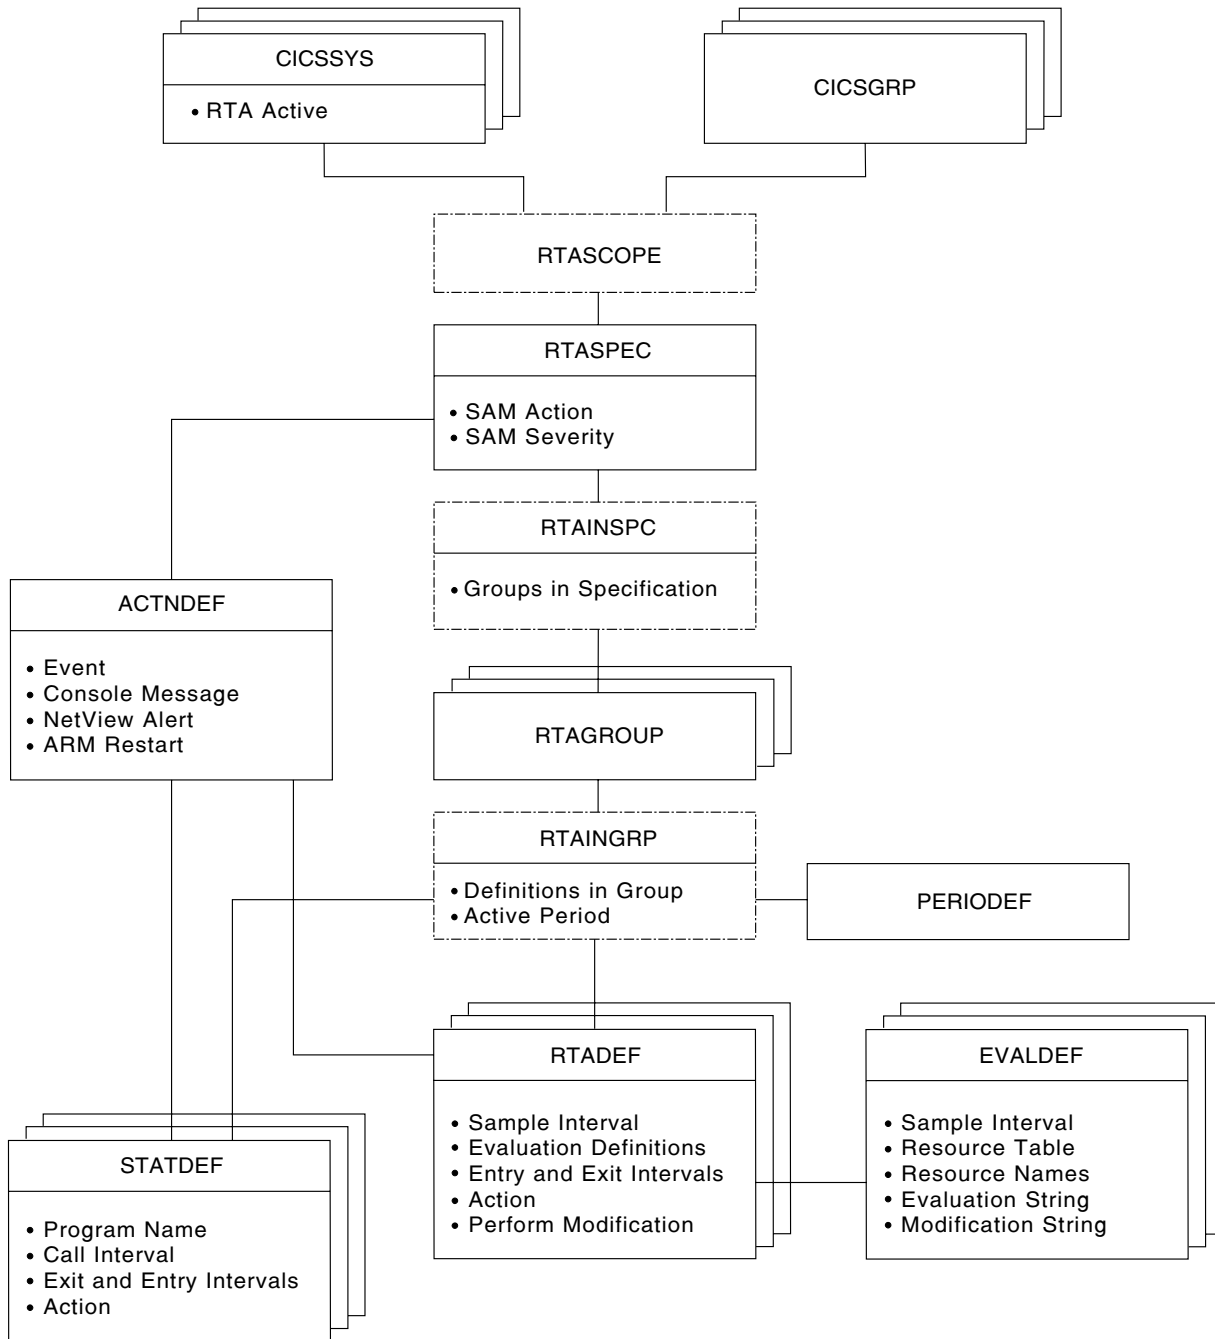 CICSSYS
• RTA Active
CICSGRP
RTASCOPE
RTASPEC
• SAM Action
• SAM Severity
RTAINSPC
• Groups in Specification
ACTNDEF
• Event
• Console Message
• NetView Alert
• ARM Restart
RTAGROUP
RTAINGRP
• Definitions in Group
• Active Period
PERIODEF
RTADEF
• Sample Interval
• Evaluation Definitions
• Entry and Exit Intervals
• Action
• Perform Modification
EVALDEF
• Sample Interval
• Resource Table
• Resource Names
• Evaluation String
• Modification String
STATDEF
• Program Name
• Call Interval
• Exit and Entry Intervals
• Action